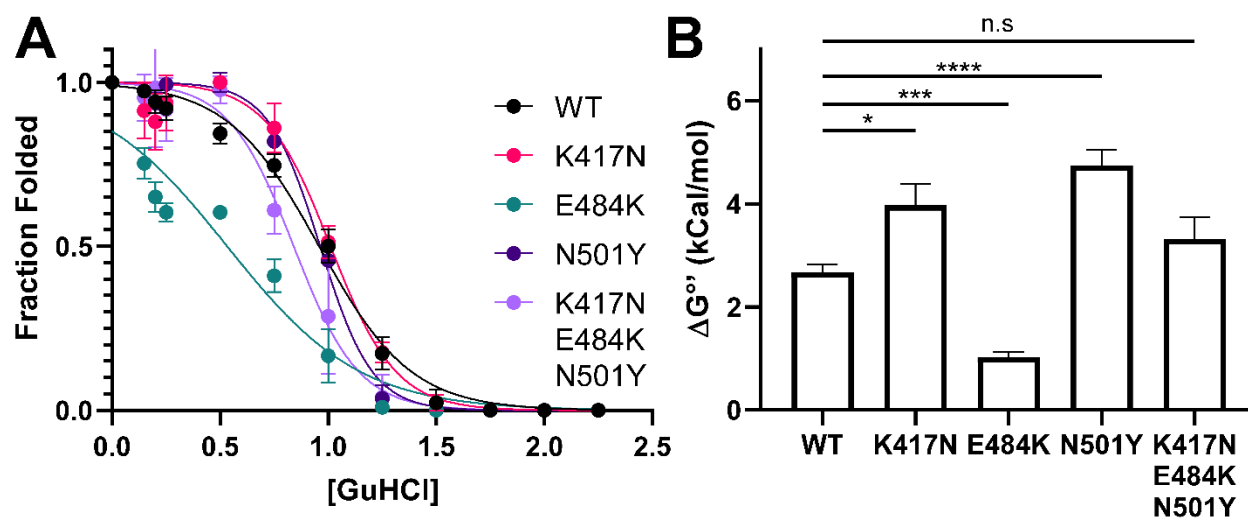 A
Fraction Folded
1.0
0.5
0.0
0.0 0.5 1.0 1.5 2.0 2.5
[GuHCl]
WT
K417N
E484K
N501Y
K417N
E484K
N501Y
B
n.s
****
***
*
ΔG°” (kCal/mol)
6
4
2
0
WT K417N E484K N501Y K417N
E484K
N501Y